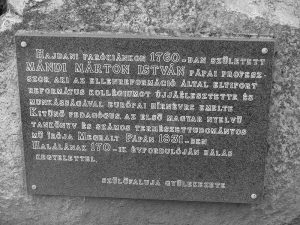 HAJDANI PARÓKIÁNKON 1760-BAN SZÜLETETT
MÁNDI MÁRTON ISTVÁN PÁPAI PROFESZ-
SZOR, AKI AZ ELLENREFORMÁCIÓ ÁLTAL ELTIPORT
REFORMÁTUS KOLLÉGIUMOT ÚJJÁÉLESZTETTE ÉS
MUNKÁSSÁGÁVAL EURÓPAI HÍRNÉVRE EMELTE
KITŰNŐ PEDAGÓGUS, AZ ELSŐ MAGYAR NYELVŰ
TANKÖNYV ÉS SZÁMOS TERMÉSZETTUDOMÁNYOS
MŰ ÍRÓJA MEGHALT PÁPÁN 1831-BEN
HALÁLÁNAK 170-IK ÉVFORDULÓJÁN HÁLÁS
KEGYELETTEL
SZÜLŐFALUJA GYÜLEKEZETE